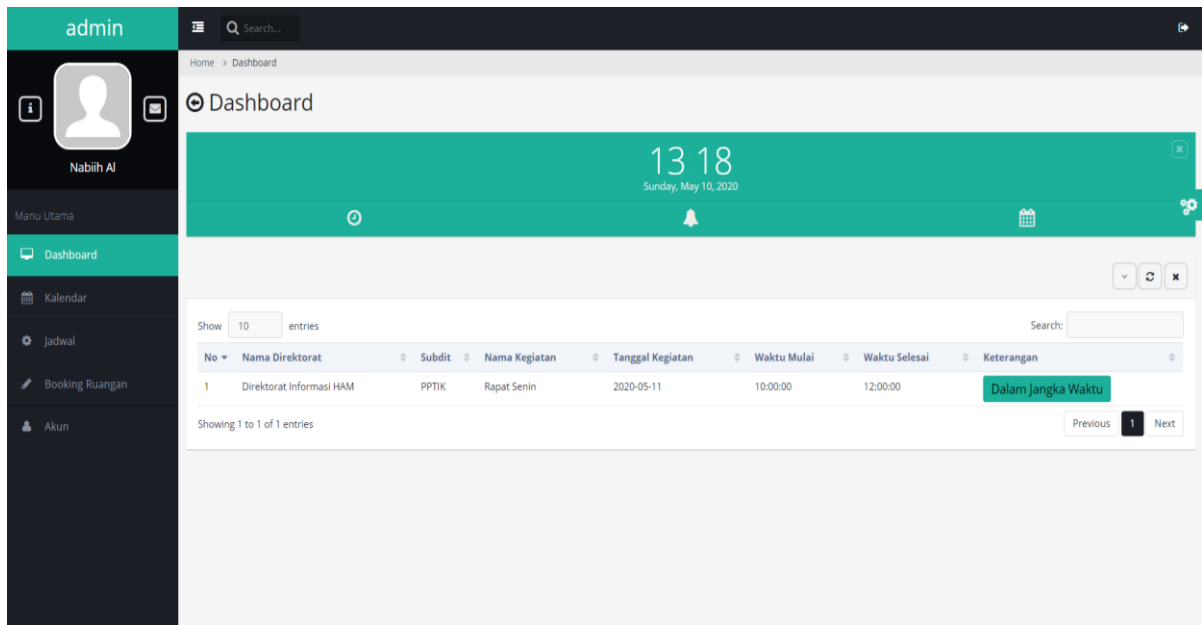 admin
Search...
Home > Dashboard
Dashboard
Nabiih Al
13 18
Sunday, May 10, 2020
Manu Utama
Dashboard
Kalendar
Jadwal
Booking Ruangan
Akun
Show 10 entries Search:
No Nama Direktorat Subdit Nama Kegiatan Tanggal Kegiatan Waktu Mulai Waktu Selesai Keterangan
1 Direktorat Informasi HAM PPTIK Rapat Senin 2020-05-11 10:00:00 12:00:00 Dalam Jangka Waktu
Showing 1 to 1 of 1 entries Previous 1 Next